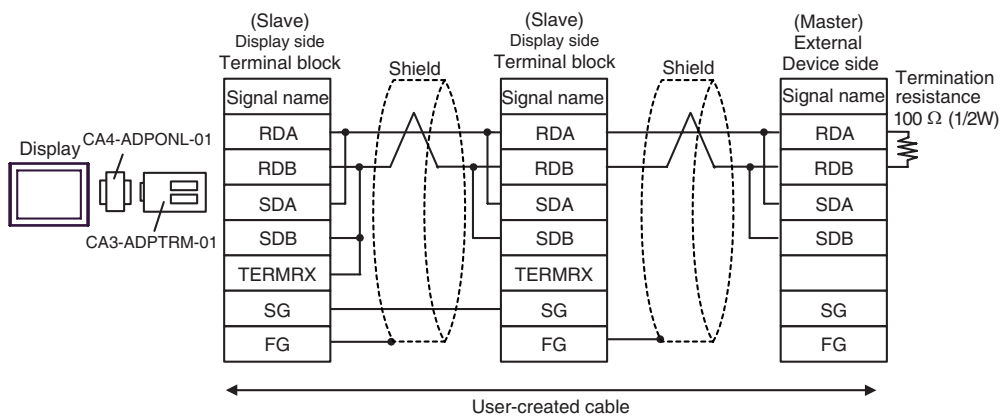 (Slave)
Display side
Terminal block
(Slave)
Display side
Terminal block
(Master)
External
Device side
Shield
Shield
Termination
resistance
100 Ω (1/2W)
Display
CA4-ADPONL-01
CA3-ADPTRM-01
Signal name
RDA
RDB
SDA
SDB
TERMRX
SG
FG
Signal name
RDA
RDB
SDA
SDB
TERMRX
SG
FG
Signal name
RDA
RDB
SDA
SDB
SG
FG
User-created cable